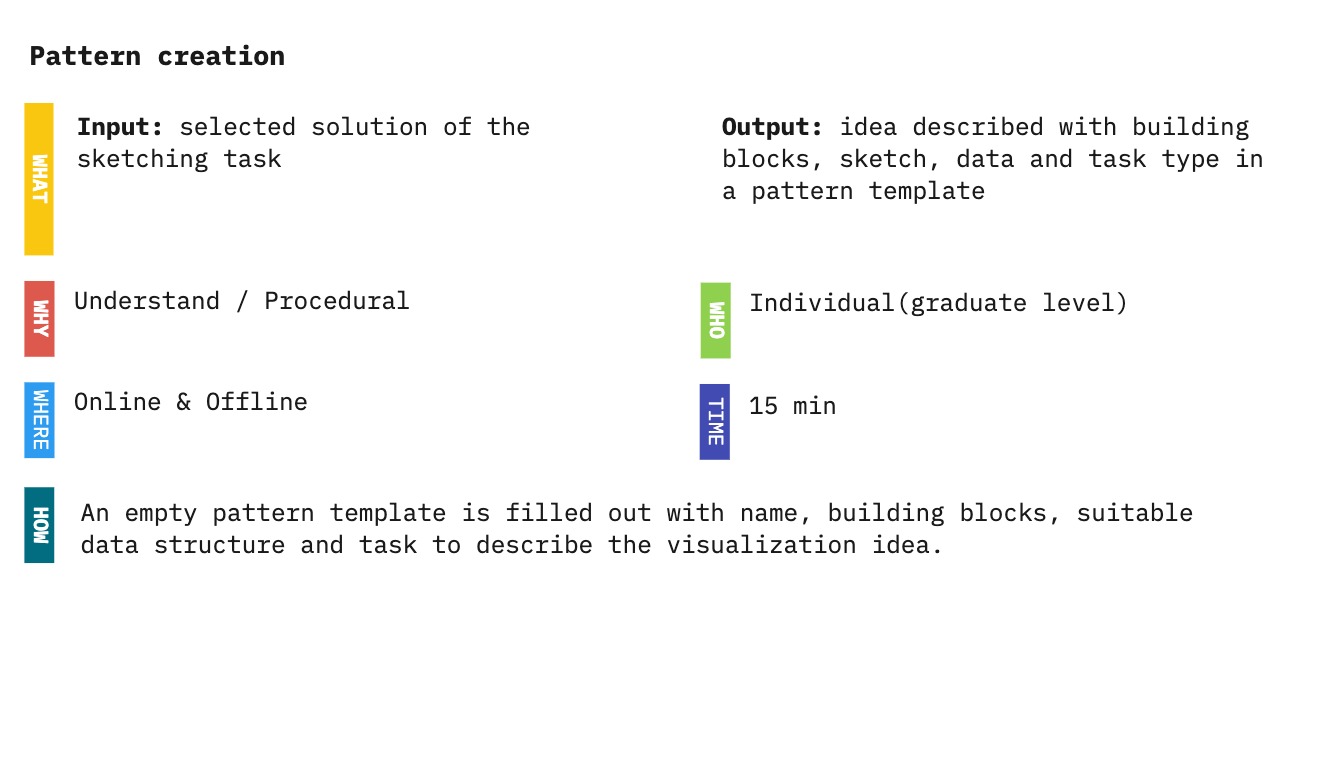 Pattern creation
WHAT
Input: selected solution of the
sketching task
Output: idea described with building
blocks, sketch, data and task type in
a pattern template
WHY
Understand / Procedural
WHO
Individual(graduate level)
WHERE
Online & Offline
TIME
15 min
HOW
An empty pattern template is filled out with name, building blocks, suitable
data structure and task to describe the visualization idea.